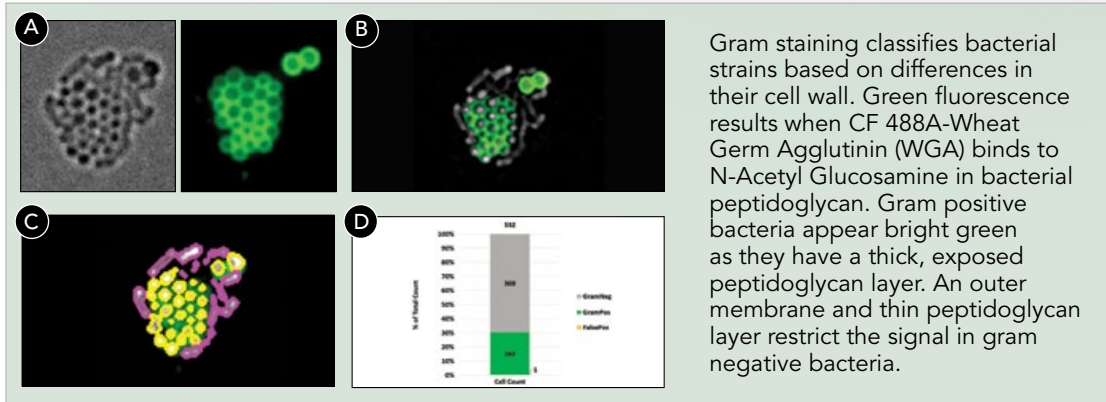 A
B
Gram staining classifies bacterial
strains based on differences in
their cell wall. Green fluorescence
results when CF 488A-Wheat
Germ Agglutinin (WGA) binds to
N-Acetyl Glucosamine in bacterial
peptidoglycan. Gram positive
bacteria appear bright green
as they have a thick, exposed
peptidoglycan layer. An outer
membrane and thin peptidoglycan
layer restrict the signal in gram
negative bacteria.
C
D
532
100%
90%
80%
70%
60%
50%
40%
30%
20%
10%
0%
% of Total Count
369
162
1
Cell Count
GramNeg
GramPos
FalsePos